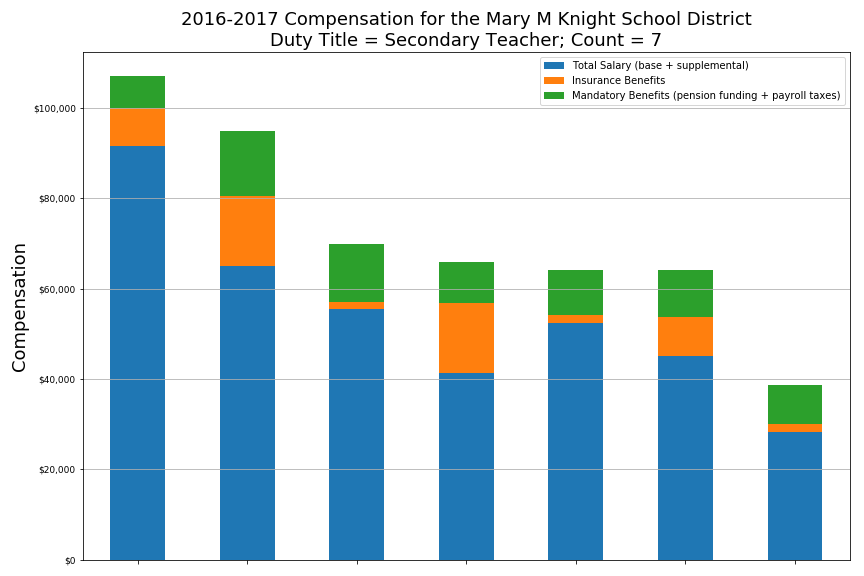 2016-2017 Compensation for the Mary M Knight School District
Duty Title = Secondary Teacher; Count = 7
Total Salary (base + supplemental)
Insurance Benefits
Mandatory Benefits (pension funding + payroll taxes)
Compensation
$100,000
$80,000
$60,000
$40,000
$20,000
$0